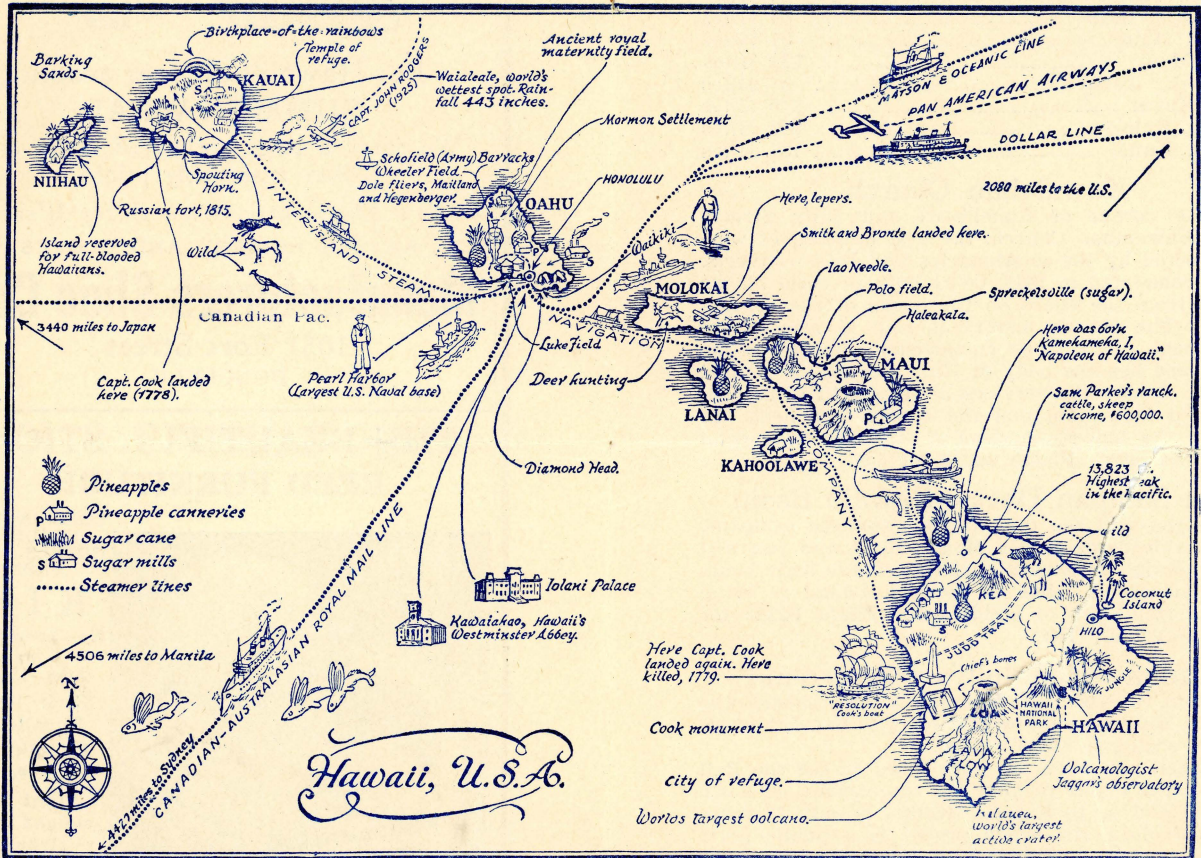 Birthplace-of-the-rainbows
Temple of
refuge.
Barking
Sands
KAUAI
S
Waialeale, world's
wettest spot. Rain-
fall 443 inches.
CAPT. JOHN RODGERS
(1925)
Ancient royal
maternity field.
MATSON & OCEANIC LINE
PAN AMERICAN AIRWAYS
DOLLAR LINE
2080 miles to the U.S.
Mormon Settlement
NIIHAU
Spouting
Horn.
Russian fort, 1815.
Schofield (Army) Barracks
Wheeler Field.
Dole fliers, Maitland
and Hegenberger.
HONOLULU
OAHU
S
S
Here, lepers.
Island reserved
for full-blooded
Hawaiians.
Wild
INTER-ISLAND STEAM
NAVIGATION
COMPANY
Waikiki
Smith and Bronte landed here.
Iao Needle.
MOLOKAI
Polo field.
Spreckelsville (sugar).
Haleakala.
3440 miles to Japan
Canadian Pac.
Luke Field
Here was born
Kamehameha, I,
"Napoleon of Hawaii."
Capt. Cook landed
here (1778).
Pearl Harbor
(Largest U.S. Naval base)
Deer hunting
LANAI
MAUI
S
P
Sam Parker's ranch.
cattle, sheep
income, $600,000.
KAHOOLAWE
Diamond Head.
13,823
Highest
in the Pacific.
Pineapples
P Pineapple canneries
Sugar cane
S Sugar mills
Steamer lines
KEA
S
Coconut
Island
HILO
Iolani Palace
Kawaiahao, Hawaii's
Westminster Abbey.
CANADIAN-AUSTRALASIAN ROYAL MAIL LINE
4506 miles to Manila
4427 miles to Sydney
Here Capt. Cook
landed again. Here
killed, 1779.
"RESOLUTION"
Cook's boat
TRAIL
Chief's bones
JUNGLE
LOA
HAWAII
NATIONAL
PARK
HAWAII
Cook monument
LAVA
FLOW
N
Hawaii, U.S.A.
City of refuge.
Volcanologist
Jaggar's observatory
Worlds largest volcano.
Kilauea,
world's largest
active crater.